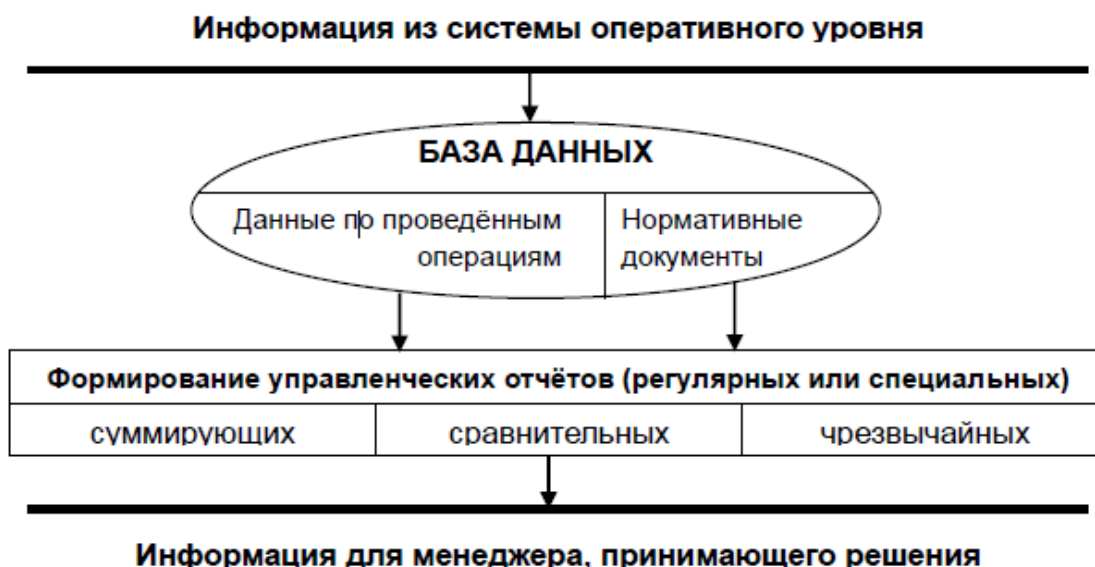 Информация из системы оперативного уровня
БАЗА ДАННЫХ
Данные по проведённым
операциям
Нормативные
документы
Формирование управленческих отчётов (регулярных или специальных)
суммирующих
сравнительных
чрезвычайных
Информация для менеджера, принимающего решения